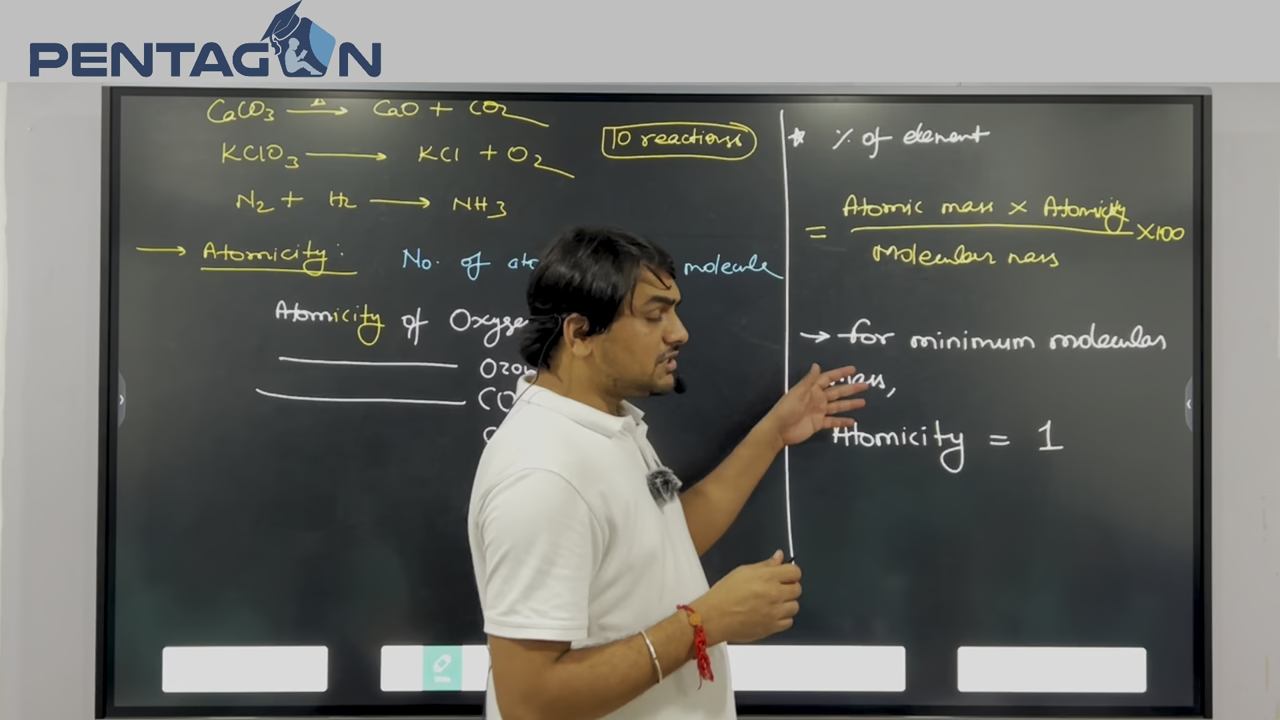 PENTAGON
CaCO3 —Δ→ CaO + CO2
KClO3 → KCl + O2
10 reactions
N2 + H2 → NH3
→ Atomicity: No. of molecule
Atomicity of
* % of element
= Atomic mass × Atomicity ×100
Molecular mass
→ for minimum molecular
Atomicity = 1